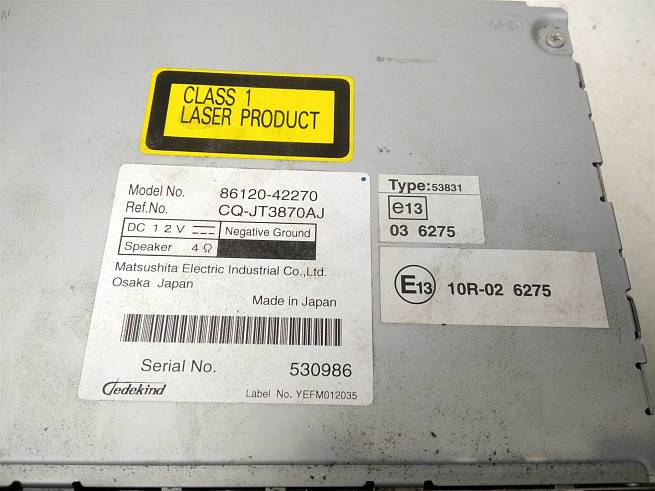 CLASS 1
LASER PRODUCT
Model No. 86120-42270
Ref.No. CQ-JT3870AJ
DC 12V Negative Ground
Speaker 4Ω
Matsushita Electric Industrial Co.,Ltd.
Osaka Japan
Made in Japan
Serial No. 530986
Jedekind Label No. YEFM012035
Type:53831
e13
03 6275
E13 10R-02 6275